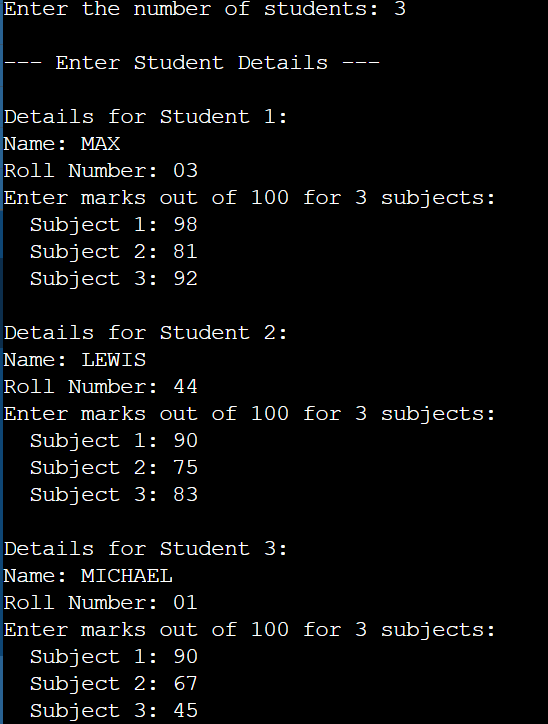 Enter the number of students: 3
--- Enter Student Details ---
Details for Student 1:
Name: MAX
Roll Number: 03
Enter marks out of 100 for 3 subjects:
  Subject 1: 98
  Subject 2: 81
  Subject 3: 92
Details for Student 2:
Name: LEWIS
Roll Number: 44
Enter marks out of 100 for 3 subjects:
  Subject 1: 90
  Subject 2: 75
  Subject 3: 83
Details for Student 3:
Name: MICHAEL
Roll Number: 01
Enter marks out of 100 for 3 subjects:
  Subject 1: 90
  Subject 2: 67
  Subject 3: 45